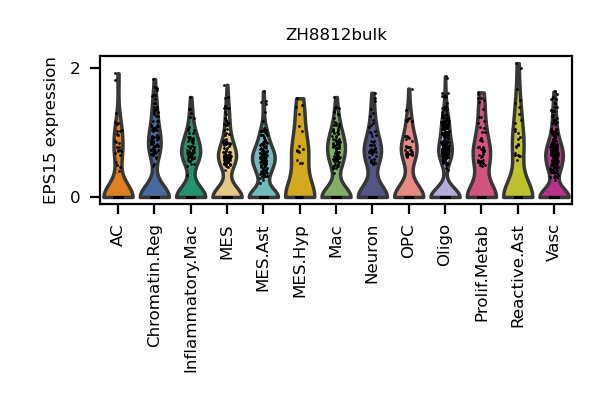 ZH8812bulk
EPS15 expression
2
0
AC
Chromatin.Reg
Inflammatory.Mac
MES
MES.Ast
MES.Hyp
Mac
Neuron
OPC
Oligo
Prolif.Metab
Reactive.Ast
Vasc